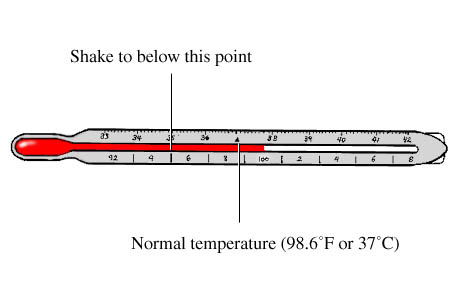 Shake to below this point
33 34 35 36 38 39 40 41 42
92 4 6 8 100 2 4 6 8
Normal temperature (98.6°F or 37°C)